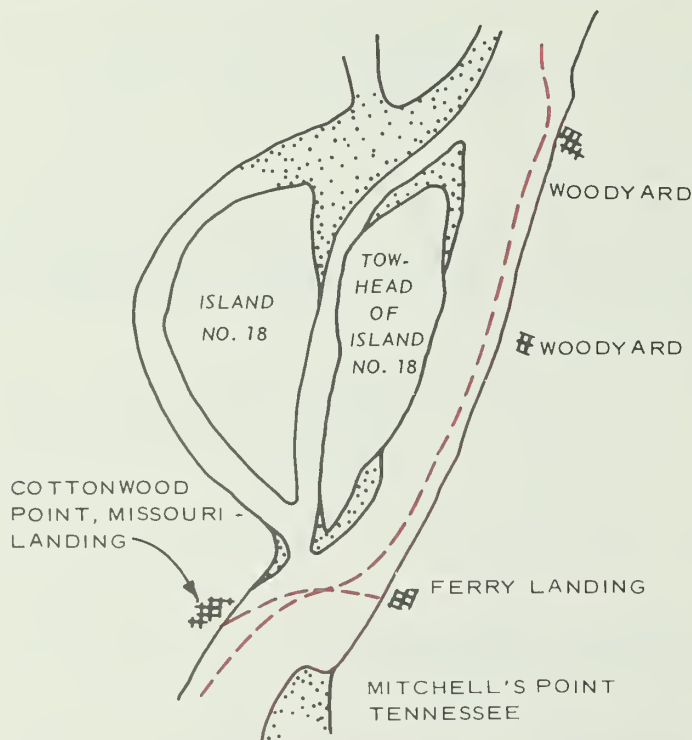 WOODYARD
TOW-
HEAD
OF
ISLAND
NO. 18
ISLAND
NO. 18
WOODYARD
COTTONWOOD
POINT, MISSOURI -
LANDING
FERRY LANDING
MITCHELL'S POINT
TENNESSEE